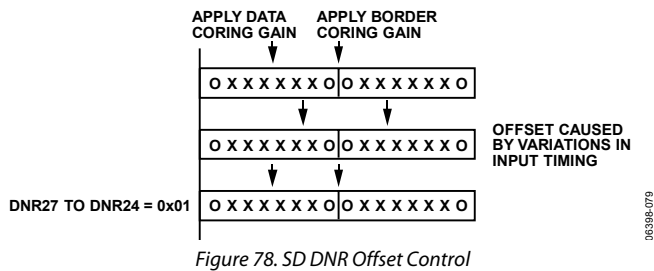 APPLY DATA
CORING GAIN
APPLY BORDER
CORING GAIN
O X X X X X X O O X X X X X X O
O X X X X X X O O X X X X X X O
OFFSET CAUSED
BY VARIATIONS IN
INPUT TIMING
DNR27 TO DNR24 = 0x01
O X X X X X X O O X X X X X X O
06398-079
Figure 78. SD DNR Offset Control